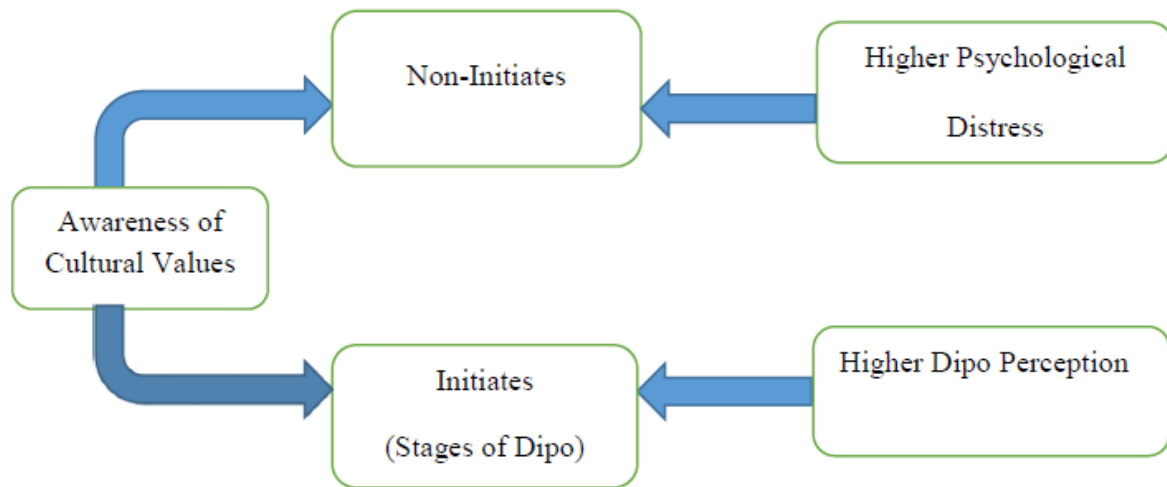 Non-Initiates
Higher Psychological
Distress
Awareness of
Cultural Values
Initiates
(Stages of Dipo)
Higher Dipo Perception